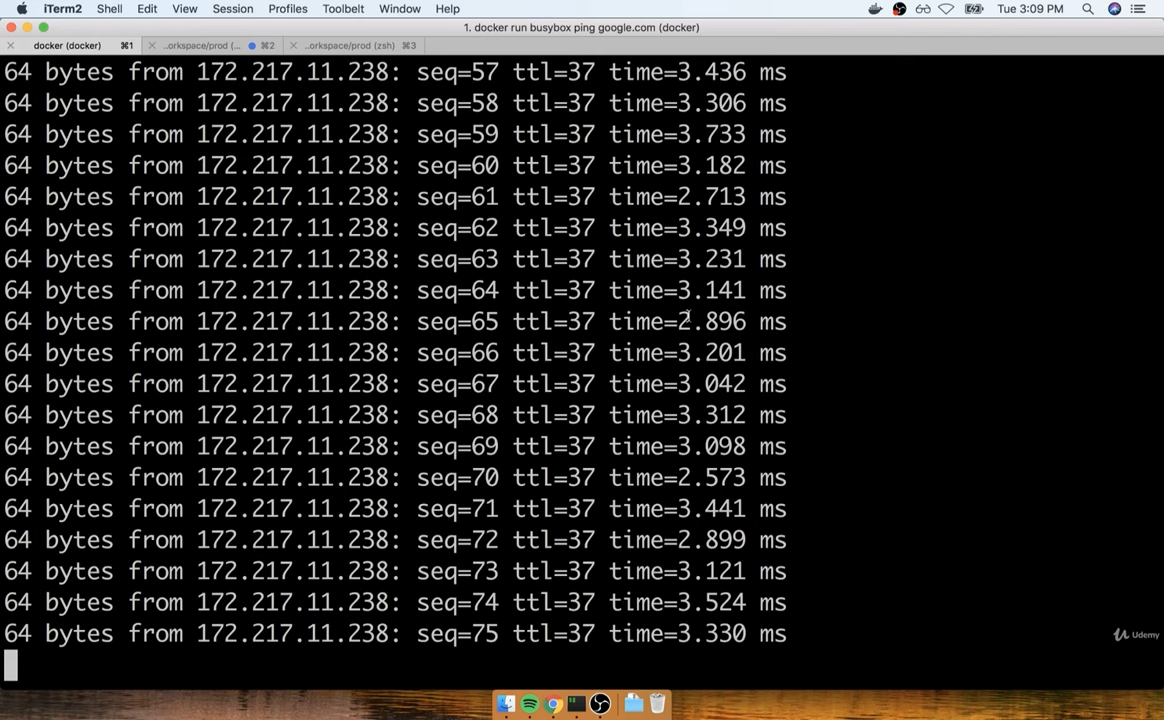 iTerm2 Shell Edit View Session Profiles Toolbelt Window Help Tue 3:09 PM
1. docker run busybox ping google.com (docker)
docker (docker) ⌘1 ..orkspace/prod (... ⌘2 ..orkspace/prod (zsh) ⌘3
64 bytes from 172.217.11.238: seq=57 ttl=37 time=3.436 ms
64 bytes from 172.217.11.238: seq=58 ttl=37 time=3.306 ms
64 bytes from 172.217.11.238: seq=59 ttl=37 time=3.733 ms
64 bytes from 172.217.11.238: seq=60 ttl=37 time=3.182 ms
64 bytes from 172.217.11.238: seq=61 ttl=37 time=2.713 ms
64 bytes from 172.217.11.238: seq=62 ttl=37 time=3.349 ms
64 bytes from 172.217.11.238: seq=63 ttl=37 time=3.231 ms
64 bytes from 172.217.11.238: seq=64 ttl=37 time=3.141 ms
64 bytes from 172.217.11.238: seq=65 ttl=37 time=2.896 ms
64 bytes from 172.217.11.238: seq=66 ttl=37 time=3.201 ms
64 bytes from 172.217.11.238: seq=67 ttl=37 time=3.042 ms
64 bytes from 172.217.11.238: seq=68 ttl=37 time=3.312 ms
64 bytes from 172.217.11.238: seq=69 ttl=37 time=3.098 ms
64 bytes from 172.217.11.238: seq=70 ttl=37 time=2.573 ms
64 bytes from 172.217.11.238: seq=71 ttl=37 time=3.441 ms
64 bytes from 172.217.11.238: seq=72 ttl=37 time=2.899 ms
64 bytes from 172.217.11.238: seq=73 ttl=37 time=3.121 ms
64 bytes from 172.217.11.238: seq=74 ttl=37 time=3.524 ms
64 bytes from 172.217.11.238: seq=75 ttl=37 time=3.330 ms
Udemy